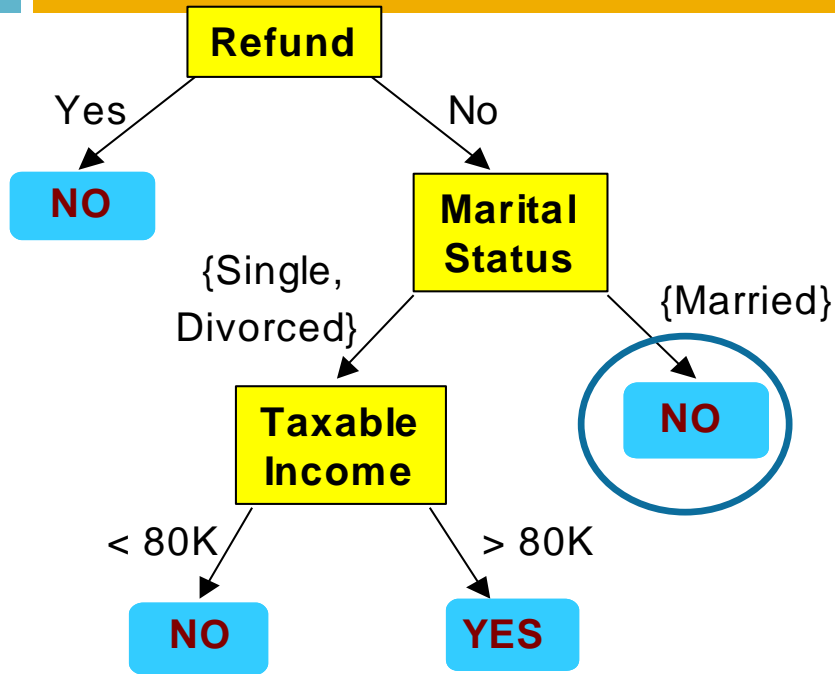 Refund
Yes
No
NO
Marital
Status
{Single,
Divorced}
{Married}
NO
Taxable
Income
< 80K
> 80K
NO
YES